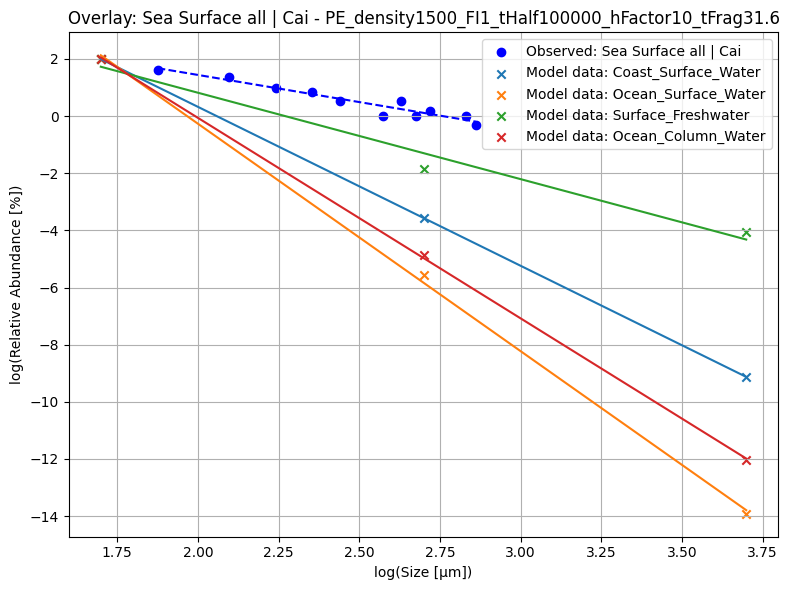 Overlay: Sea Surface all | Cai - PE_density1500_FI1_tHalf100000_hFactor10_tFrag31.6
Observed: Sea Surface all | Cai
Model data: Coast_Surface_Water
Model data: Ocean_Surface_Water
Model data: Surface_Freshwater
Model data: Ocean_Column_Water
log(Relative Abundance [%])
2
0
−2
−4
−6
−8
−10
−12
−14
1.75
2.00
2.25
2.50
2.75
3.00
3.25
3.50
3.75
log(Size [μm])